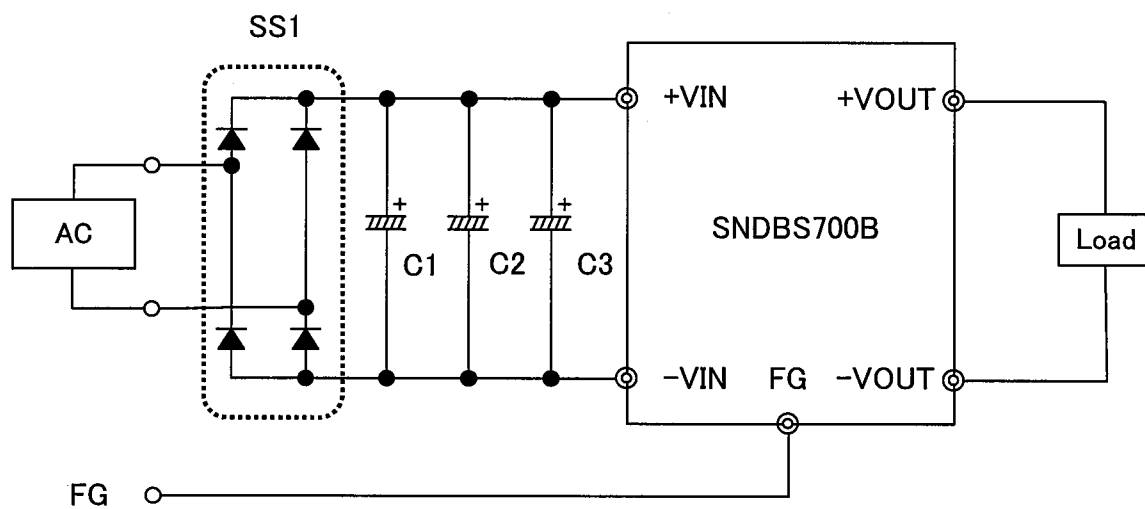 SS1
+VIN
+VOUT
AC
+
+
+
C1
C2
C3
SNDBS700B
Load
-VIN
FG
-VOUT
FG